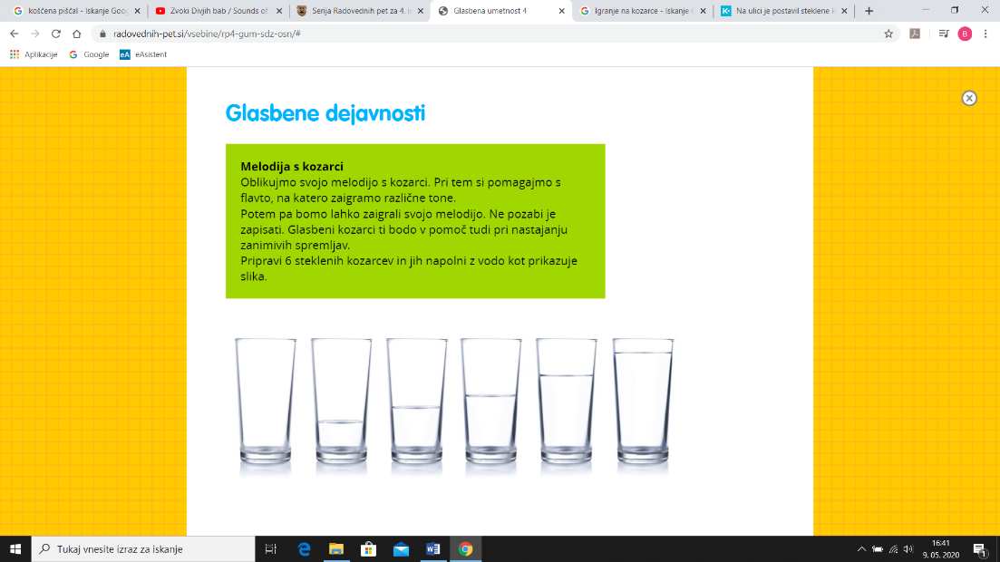 koščena piščal - Iskanje Goog
Zvoki Divjih bab / Sounds of
Serija Radovednih pet za 4. 
Glasbena umetnost 4
Igranje na kozarce - Iskanje
Na ulici je postavil steklene
radovednih-pet.si/vsebine/rp4-gum-sdz-osn/#
B
Aplikacije
Google
eA
eAsistent
Glasbene dejavnosti
Melodija s kozarci
Oblikujmo svojo melodijo s kozarci. Pri tem si pomagajmo s
flavto, na katero zaigramo različne tone.
Potem pa bomo lahko zaigrali svojo melodijo. Ne pozabi je
zapisati. Glasbeni kozarci ti bodo v pomoč tudi pri nastajanju
zanimivih spremljav.
Pripravi 6 steklenih kozarcev in jih napolni z vodo kot prikazuje
slika.
Tukaj vnesite izraz za iskanje
16:41
9. 05. 2020
1